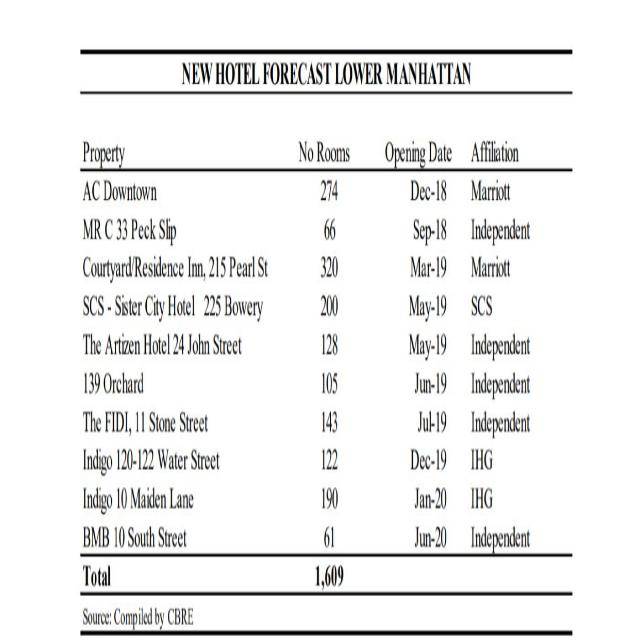 NEW HOTEL FORECAST LOWER MANHATTAN
Property No Rooms Opening Date Affiliation
AC Downtown 274 Dec-18 Marriott
MR C 33 Peck Slip 66 Sep-18 Independent
Courtyard/Residence Inn, 215 Pearl St 320 Mar-19 Marriott
SCS - Sister City Hotel 225 Bowery 200 May-19 SCS
The Artizen Hotel 24 John Street 128 May-19 Independent
139 Orchard 105 Jun-19 Independent
The FIDI, 11 Stone Street 143 Jul-19 Independent
Indigo 120-122 Water Street 122 Dec-19 IHG
Indigo 10 Maiden Lane 190 Jan-20 IHG
BMB 10 South Street 61 Jun-20 Independent
Total 1,609
Source: Compiled by CBRE